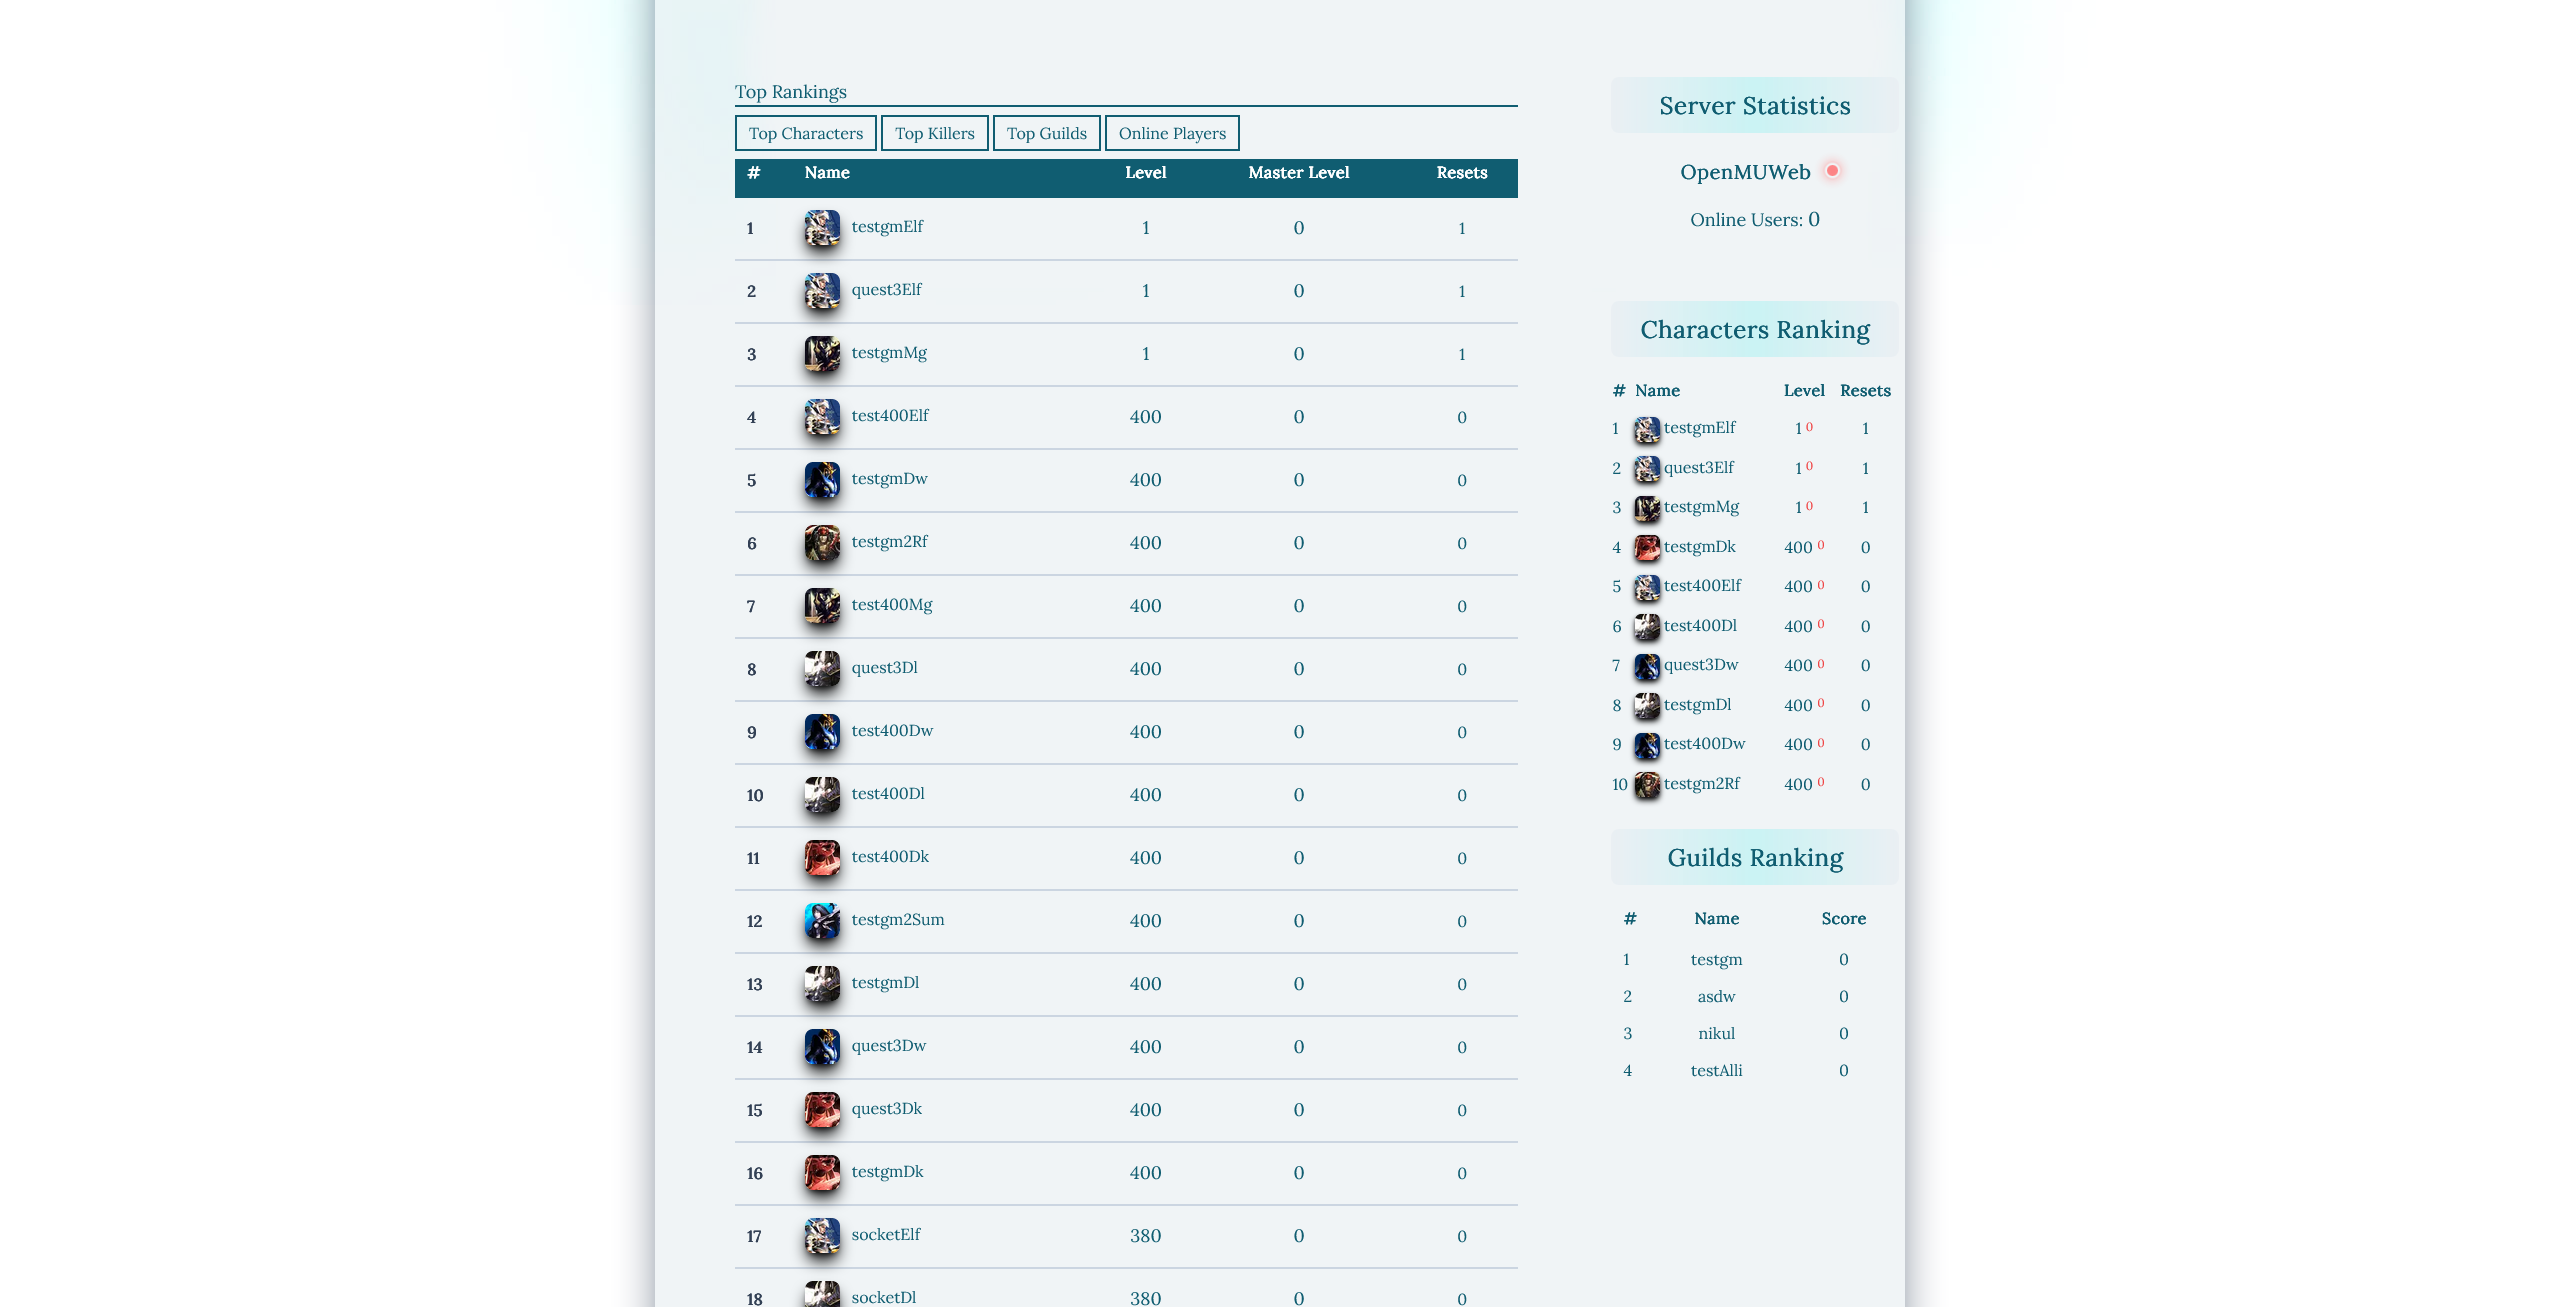 Top Rankings
Top Characters Top Killers Top Guilds Online Players
# Name Level Master Level Resets
1 testgmElf 1 0 1
2 quest3Elf 1 0 1
3 testgmMg 1 0 1
4 test400Elf 400 0 0
5 testgmDw 400 0 0
6 testgm2Rf 400 0 0
7 test400Mg 400 0 0
8 quest3Dl 400 0 0
9 test400Dw 400 0 0
10 test400Dl 400 0 0
11 test400Dk 400 0 0
12 testgm2Sum 400 0 0
13 testgmDl 400 0 0
14 quest3Dw 400 0 0
15 quest3Dk 400 0 0
16 testgmDk 400 0 0
17 socketElf 380 0 0
18 socketDl 380 0 0
Server Statistics
OpenMUWeb
Online Users: 0
Characters Ranking
# Name Level Resets
1 testgmElf 1 0 1
2 quest3Elf 1 0 1
3 testgmMg 1 0 1
4 testgmDk 400 0 0
5 test400Elf 400 0 0
6 test400Dl 400 0 0
7 quest3Dw 400 0 0
8 testgmDl 400 0 0
9 test400Dw 400 0 0
10 testgm2Rf 400 0 0
Guilds Ranking
# Name Score
1 testgm 0
2 asdw 0
3 nikul 0
4 testAlli 0